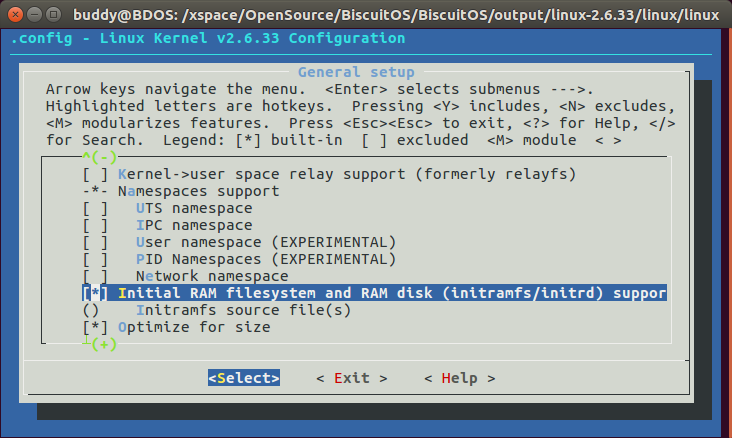 buddy@BDOS: /xspace/OpenSource/BiscuitOS/BiscuitOS/output/linux-2.6.33/linux/linux
.config - Linux Kernel v2.6.33 Configuration
General setup
Arrow keys navigate the menu.  <Enter> selects submenus --->.
Highlighted letters are hotkeys.  Pressing <Y> includes, <N> excludes,
<M> modularizes features.  Press <Esc><Esc> to exit, <?> for Help, </>
for Search.  Legend: [*] built-in  [ ] excluded  <M> module  < >
^(-)
[ ] Kernel->user space relay support (formerly relayfs)
-*- Namespaces support
[ ]   UTS namespace
[ ]   IPC namespace
[ ]   User namespace (EXPERIMENTAL)
[ ]   PID Namespaces (EXPERIMENTAL)
[ ]   Network namespace
[*] Initial RAM filesystem and RAM disk (initramfs/initrd) suppor
()    Initramfs source file(s)
[*] Optimize for size
┴(+)
<Select>    < Exit >    < Help >